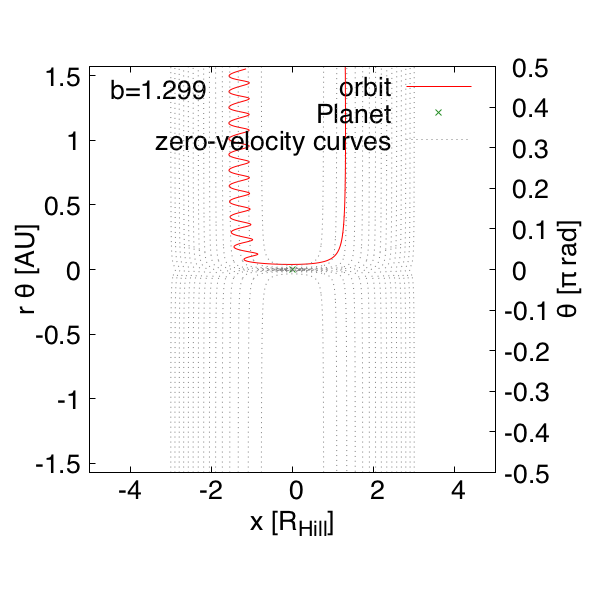 b=1.299
orbit
Planet
zero-velocity curves
1.5
1
0.5
0
-0.5
-1
-1.5
r θ [AU]
0.5
0.4
0.3
0.2
0.1
0
-0.1
-0.2
-0.3
-0.4
-0.5
θ [π rad]
-4 -2 0 2 4
x [R_Hill]